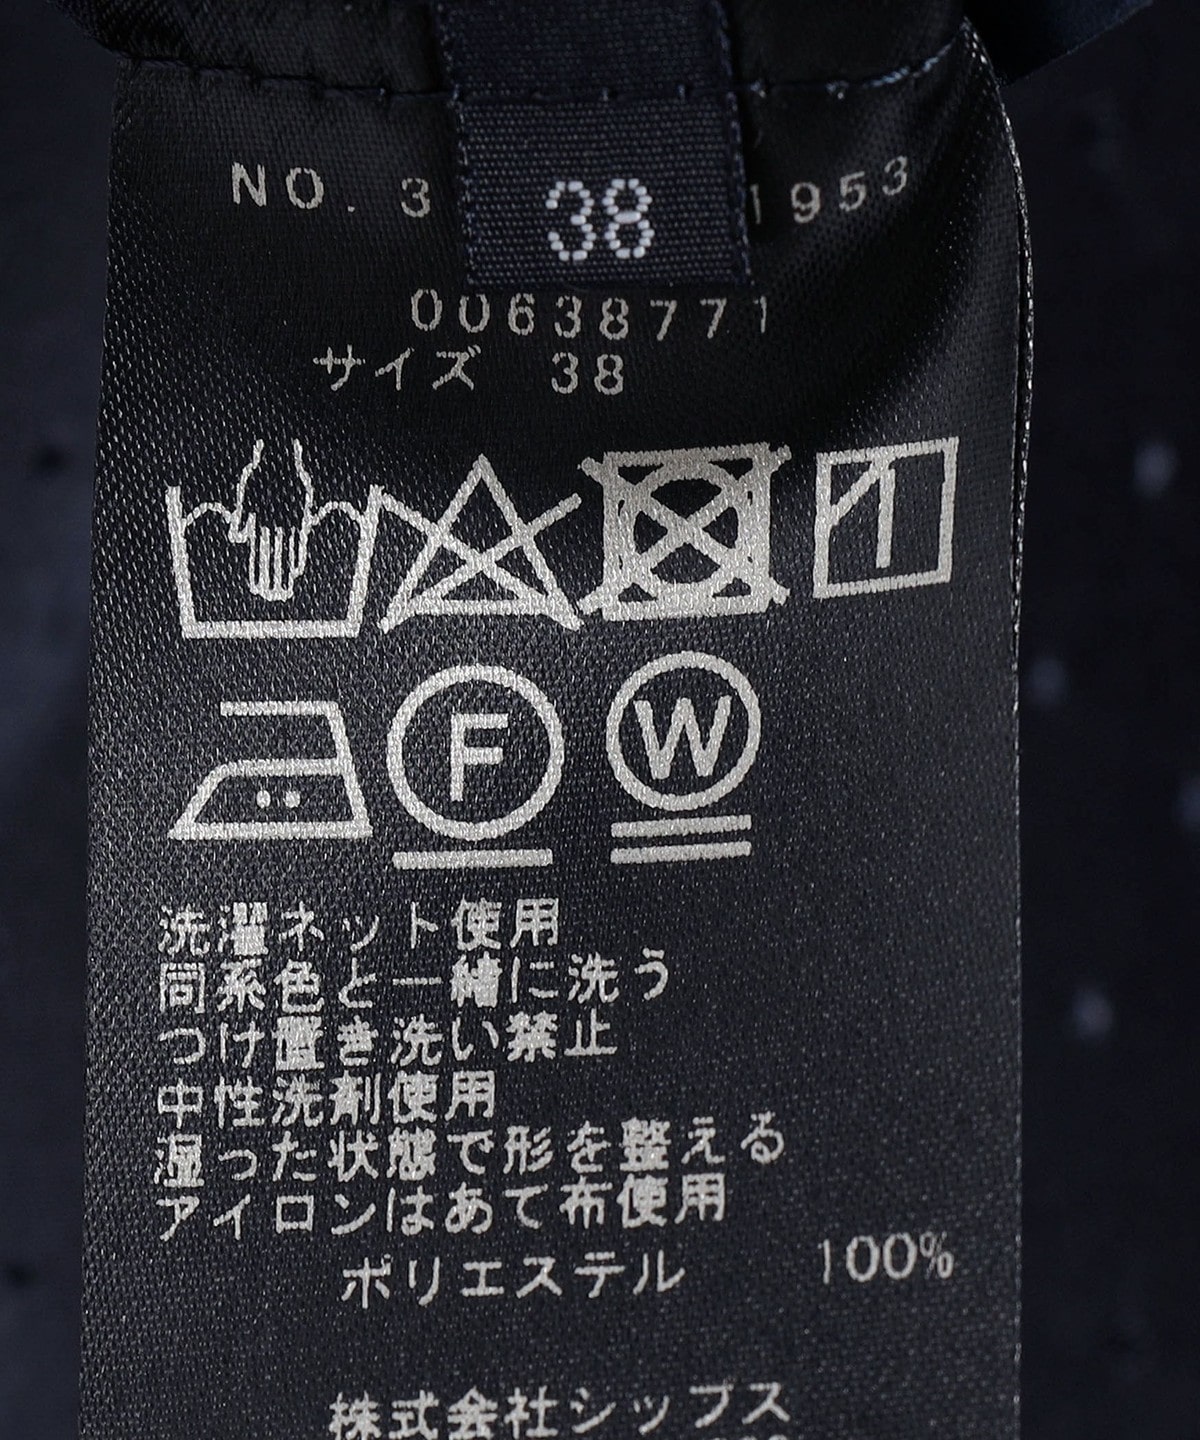 38
NO. 3 1953
00638771
サイズ 38
F W
洗濯ネット使用
同系色と一緒に洗う
つけ置き洗い禁止
中性洗剤使用
湿った状態で形を整える
アイロンはあて布使用
ポリエステル 100%
株式会社シップス